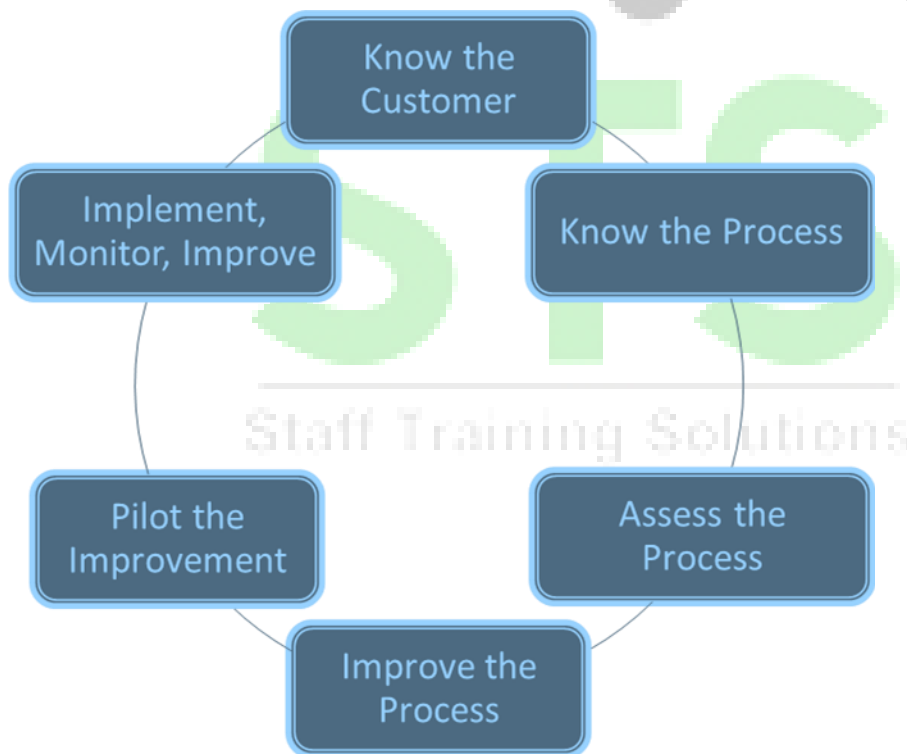 Know the
Customer
Know the Process
Assess the
Process
Improve the
Process
Pilot the
Improvement
Implement,
Monitor, Improve
STS
Staff Training Solutions